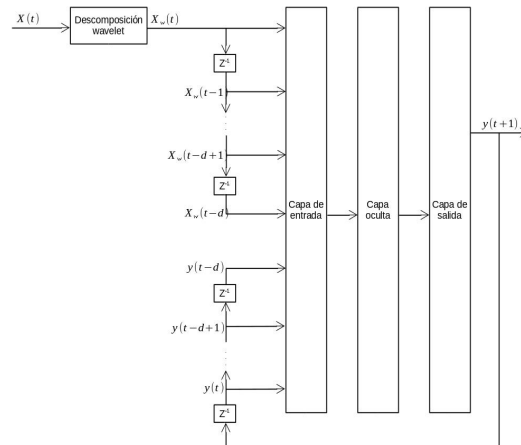 X(t)
Descomposición
wavelet
X_w(t)
Z⁻¹
X_w(t−1)
X_w(t−d+1)
Z⁻¹
X_w(t−d)
y(t−d)
Z⁻¹
y(t−d+1)
y(t)
Z⁻¹
Capa de
entrada
Capa
oculta
Capa de
salida
y(t+1)